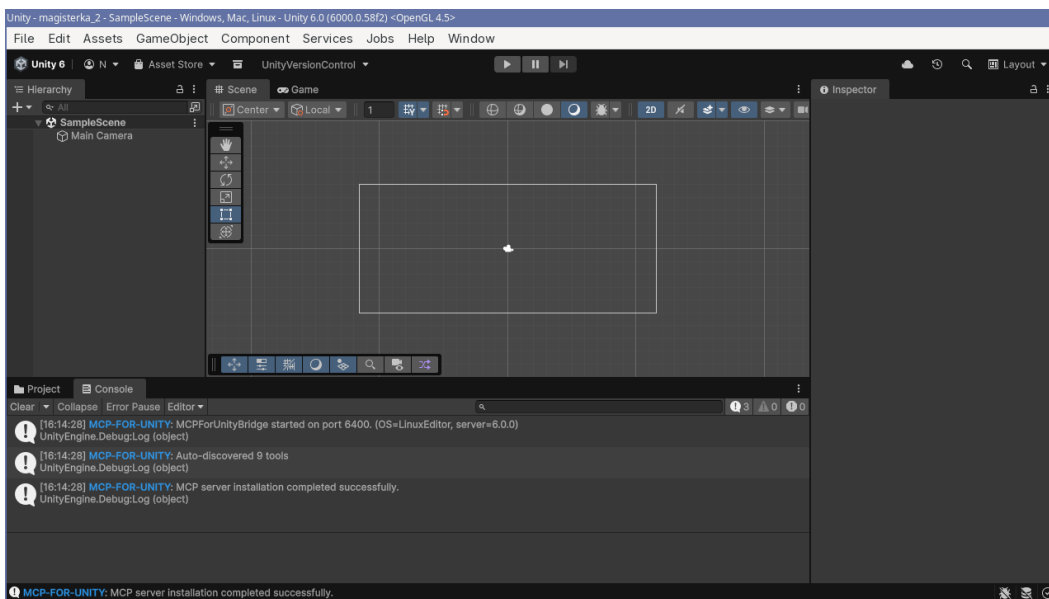 Unity - magisterka_2 - SampleScene - Windows, Mac, Linux - Unity 6.0 (6000.0.58f2) <OpenGL 4.5>
File Edit Assets GameObject Component Services Jobs Help Window
Unity 6 N Asset Store UnityVersionControl Layout
Hierarchy
Scene Game
Inspector
All
Center Local 1 2D
SampleScene
Main Camera
Project Console
Clear Collapse Error Pause Editor 3 0 0
[16:14:28] MCP-FOR-UNITY: MCPForUnityBridge started on port 6400. (OS=LinuxEditor, server=6.0.0)
UnityEngine.Debug:Log (object)
[16:14:28] MCP-FOR-UNITY: Auto-discovered 9 tools
UnityEngine.Debug:Log (object)
[16:14:28] MCP-FOR-UNITY: MCP server installation completed successfully.
UnityEngine.Debug:Log (object)
MCP-FOR-UNITY: MCP server installation completed successfully.